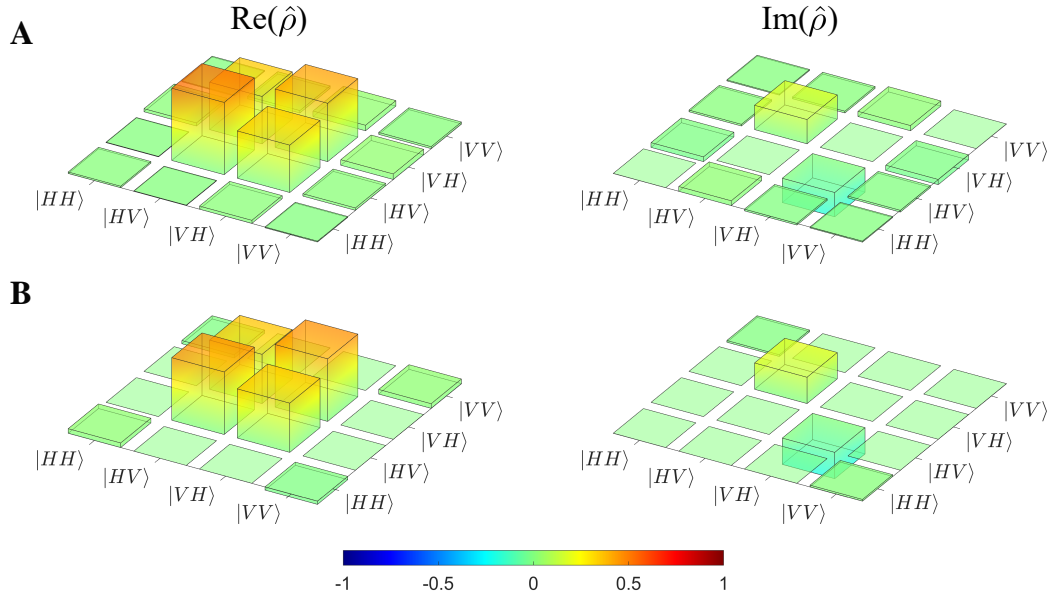 A
Re(ρ̂)
Im(ρ̂)
|HH⟩
|HV⟩
|VH⟩
|VV⟩
|HH⟩
|HV⟩
|VH⟩
|VV⟩
|HH⟩
|HV⟩
|VH⟩
|VV⟩
|HH⟩
|HV⟩
|VH⟩
|VV⟩
B
|HH⟩
|HV⟩
|VH⟩
|VV⟩
|HH⟩
|HV⟩
|VH⟩
|VV⟩
|HH⟩
|HV⟩
|VH⟩
|VV⟩
|HH⟩
|HV⟩
|VH⟩
|VV⟩
-1 -0.5 0 0.5 1